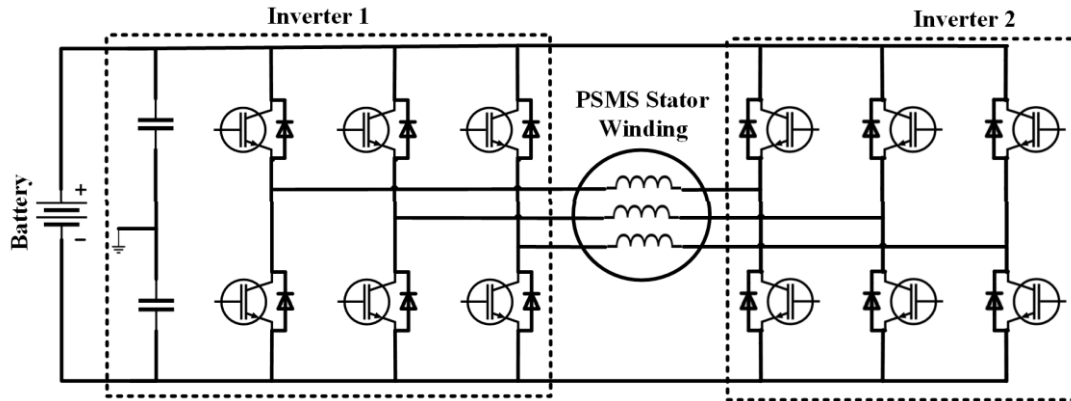 Inverter 1
Inverter 2
PSMS Stator
Winding
Battery
+
−